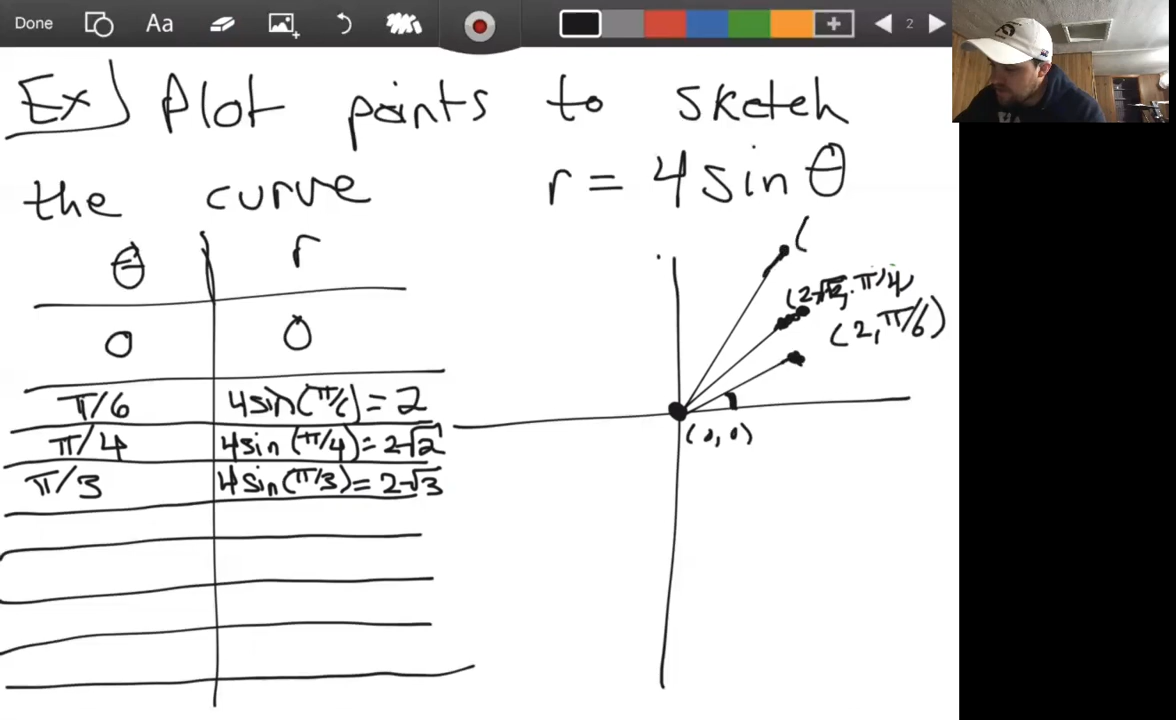 Done Aa 2
Ex) Plot points to sketch
the curve r = 4 sin θ
θ r
0 0
π/6 4sin(π/6) = 2
π/4 4sin(π/4) = 2√2
π/3 4sin(π/3) = 2√3
(
(2√2, π/4)
(2, π/6)
(0, 0)